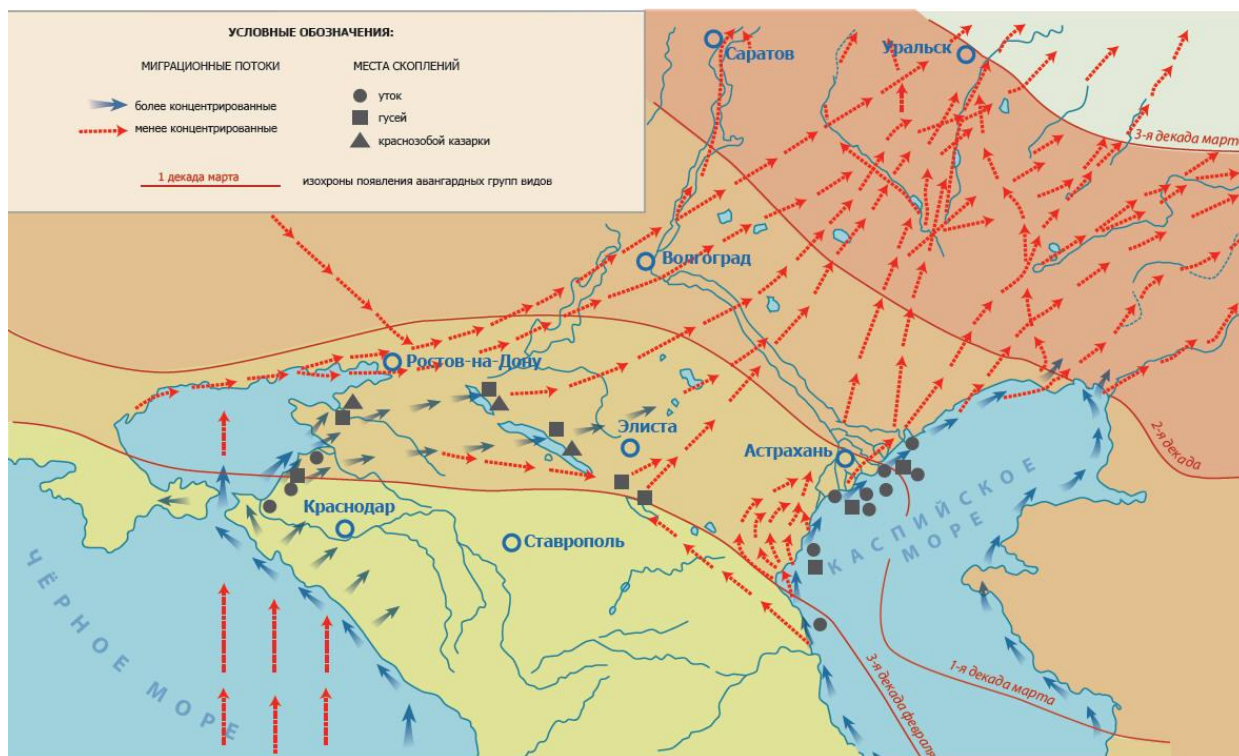 УСЛОВНЫЕ ОБОЗНАЧЕНИЯ:
МИГРАЦИОННЫЕ ПОТОКИ
более концентрированные
менее концентрированные
МЕСТА СКОПЛЕНИЙ
уток
гусей
краснозобой казарки
1 декада марта
изохроны появления авангардных групп видов
Саратов
Уральск
3-я декада марта
Волгоград
Ростов-на-Дону
Элиста
Астрахань
2-я декада
Краснодар
Ставрополь
КАСПИЙСКОЕ
МОРЕ
ЧЁРНОЕ МОРЕ
3-я декада февраля
1-я декада марта